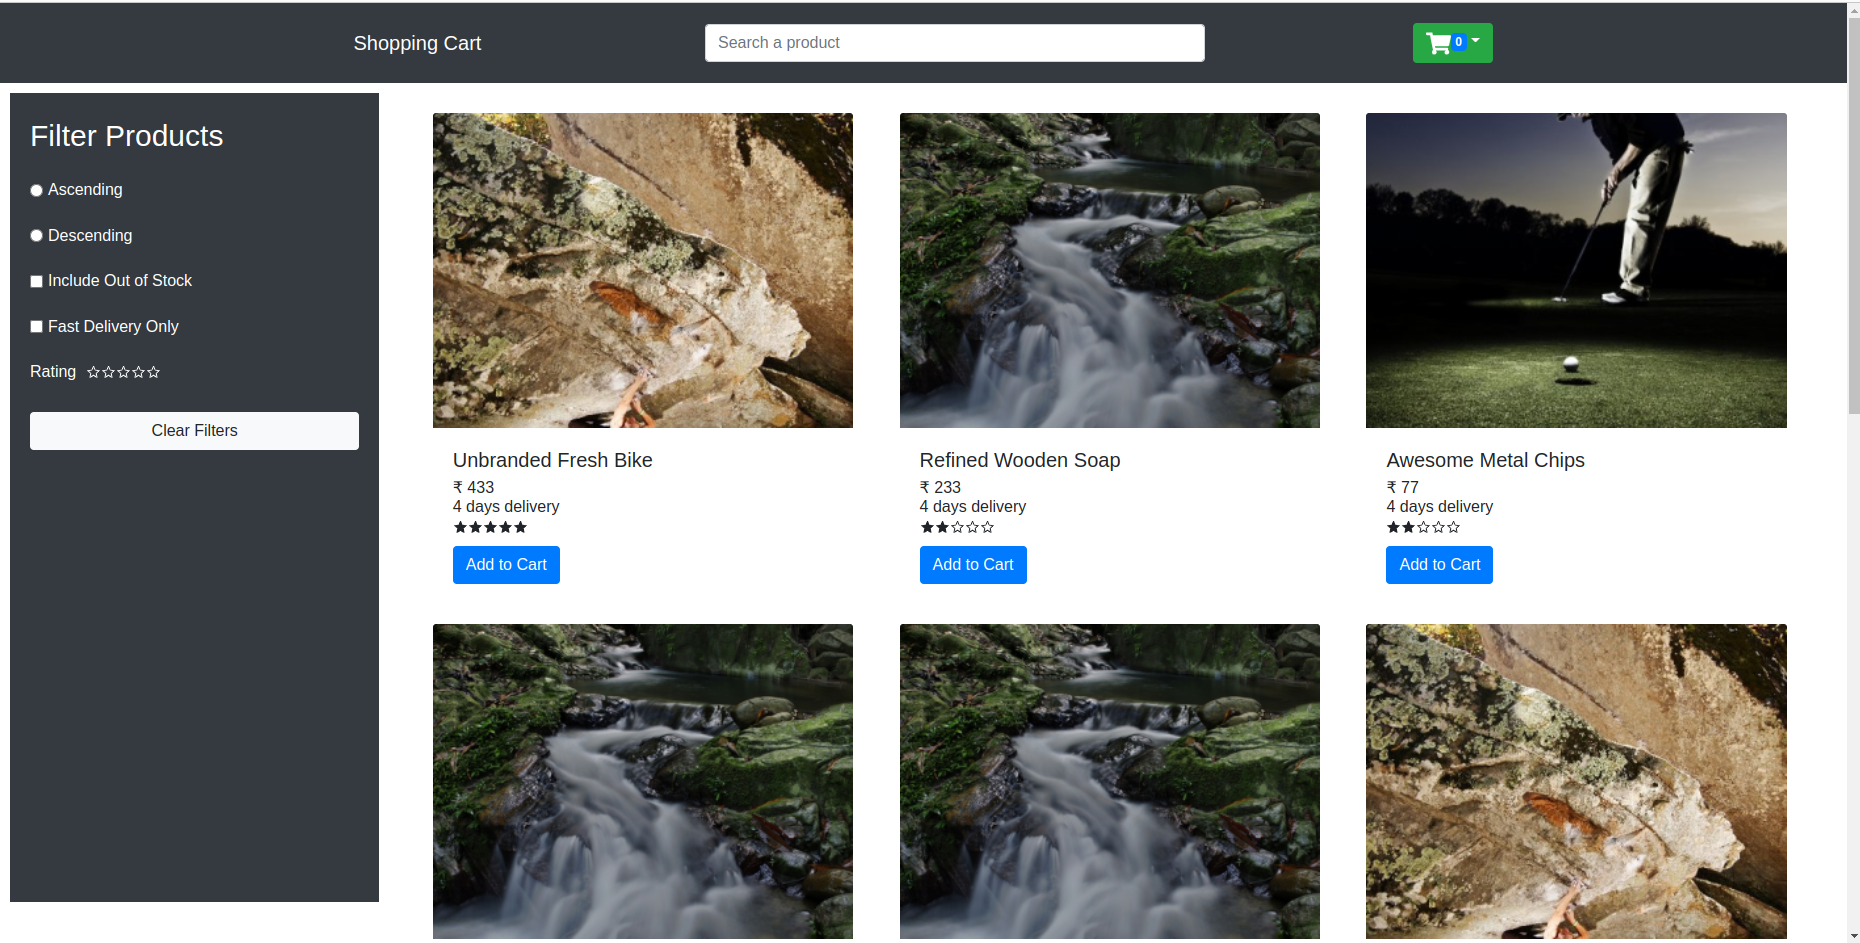 Shopping Cart
Search a product
0
Filter Products
Ascending
Descending
Include Out of Stock
Fast Delivery Only
Rating ☆☆☆☆☆
Clear Filters
Unbranded Fresh Bike
₹ 433
4 days delivery
★★★★★
Add to Cart
Refined Wooden Soap
₹ 233
4 days delivery
★★☆☆☆
Add to Cart
Awesome Metal Chips
₹ 77
4 days delivery
★★☆☆☆
Add to Cart